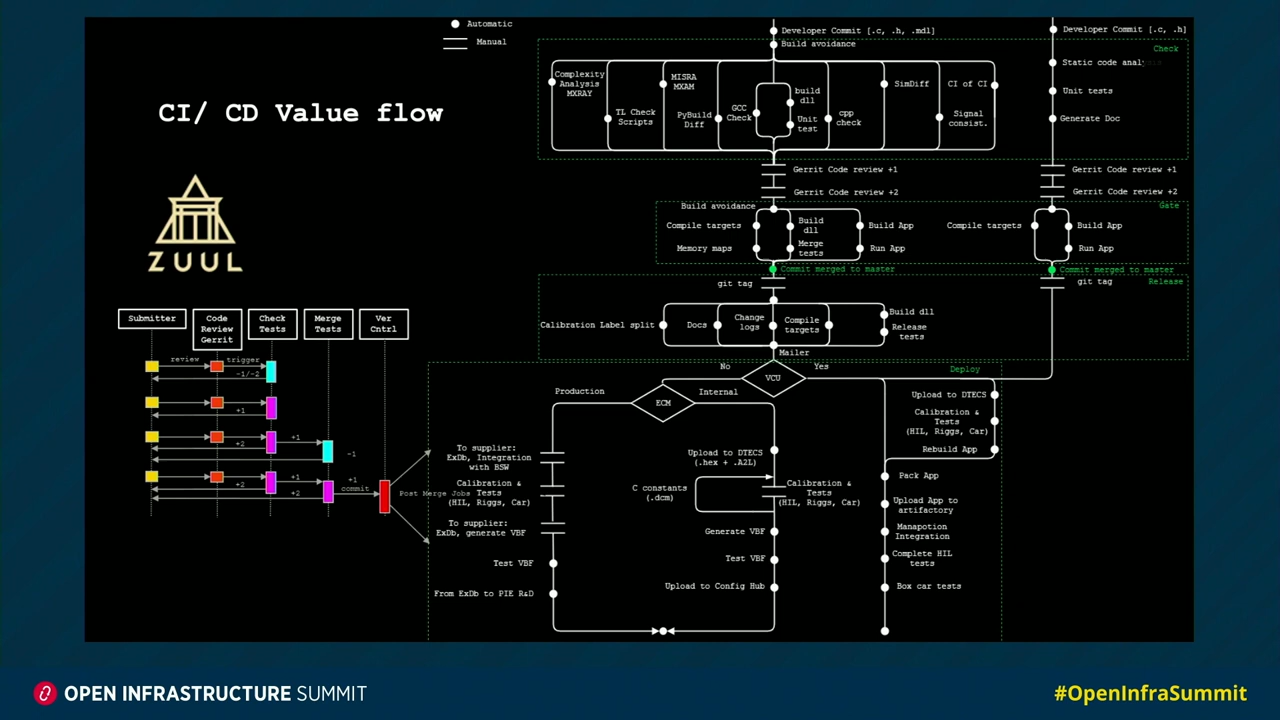 Automatic
Manual
CI/ CD Value flow
ZUUL
Submitter
Code
Review
Gerrit
Check
Tests
Merge
Tests
Ver
Cntrl
review
trigger
-1/-2
+1
+1
+2
-1
+1
+2
+1
commit
+2
Post Merge Jobs
Developer Commit [.c, .h, .mdl]
Build avoidance
Developer Commit [.c, .h]
Check
Complexity
Analysis
MXRAY
TL Check
Scripts
MISRA
MXAM
PyBuild
Diff
GCC
Check
build
dll
Unit
test
cpp
check
SimDiff
CI of CI
Signal
consist.
Static code analysis
Unit tests
Generate Doc
Gerrit Code review +1
Gerrit Code review +2
Gerrit Code review +1
Gerrit Code review +2
Build avoidance
Gate
Compile targets
Memory maps
Build
dll
Merge
tests
Build App
Run App
Compile targets
Build App
Run App
Commit merged to master
Commit merged to master
git tag
git tag
Release
Calibration Label split
Docs
Change
logs
Compile
targets
Build dll
Release
tests
Mailer
No
VCU
Yes
Deploy
Production
ECM
Internal
To supplier:
ExDb, Integration
with BSW
Calibration &
Tests
(HIL, Riggs, Car)
To supplier:
ExDb, generate VBF
Test VBF
From ExDb to PIE R&D
Upload to DTECS
(.hex + .A2L)
C constants
(.dcm)
Calibration &
Tests
(HIL, Riggs, Car)
Generate VBF
Test VBF
Upload to Config Hub
Upload to DTECS
Calibration &
Tests
(HIL, Riggs, Car)
Rebuild App
Pack App
Upload App to
artifactory
Manapotion
Integration
Complete HIL
tests
Box car tests
OPEN INFRASTRUCTURE SUMMIT
#OpenInfraSummit